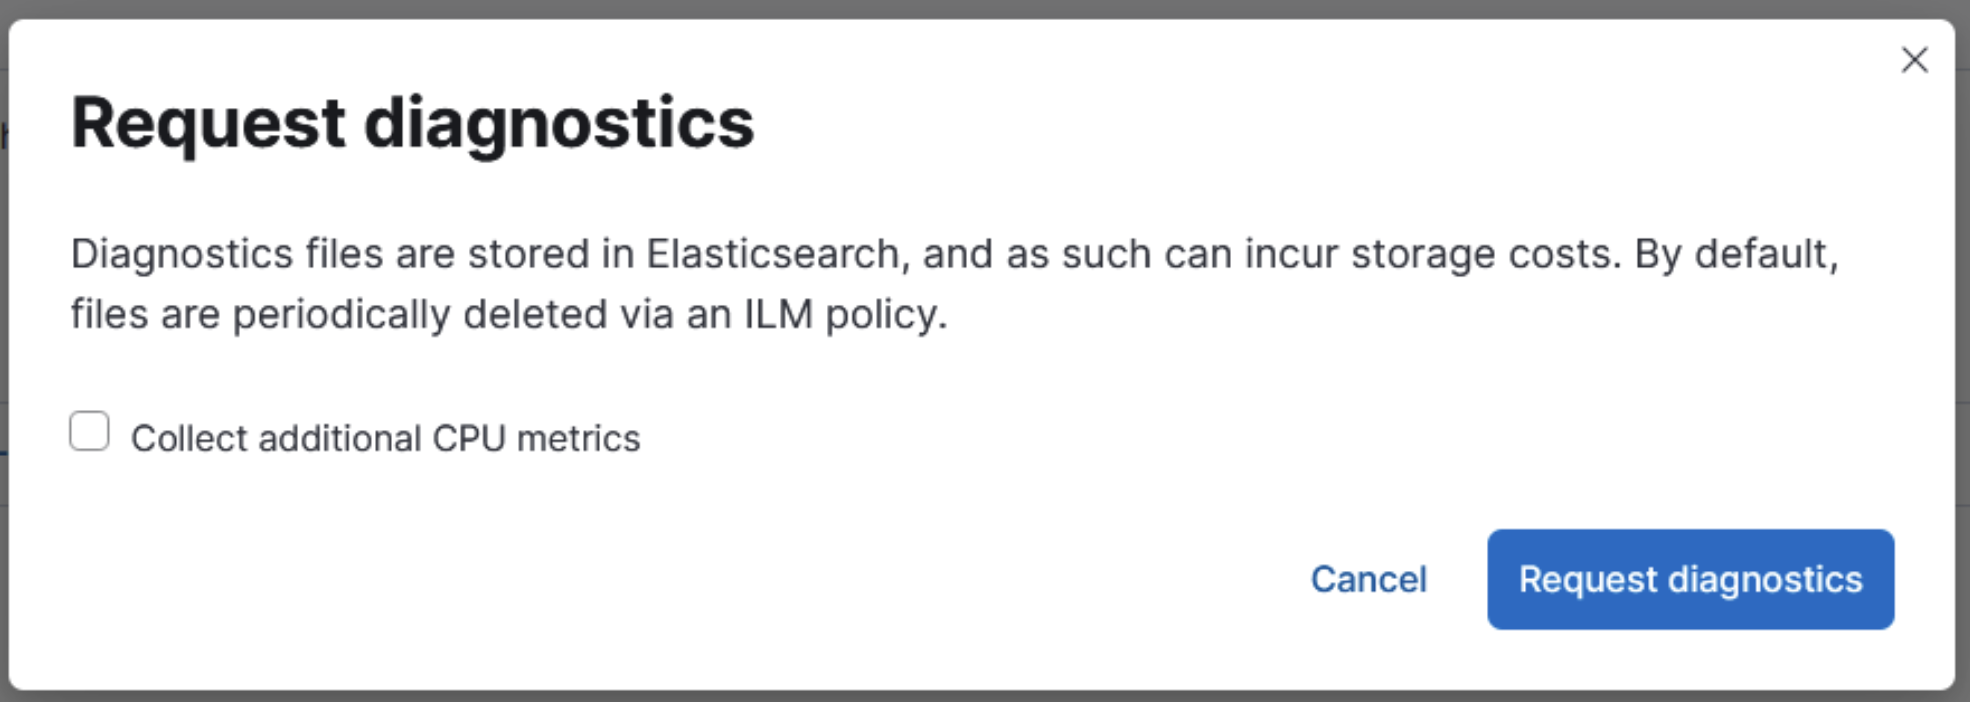 Request diagnostics
Diagnostics files are stored in Elasticsearch, and as such can incur storage costs. By default,
files are periodically deleted via an ILM policy.
Collect additional CPU metrics
Cancel
Request diagnostics